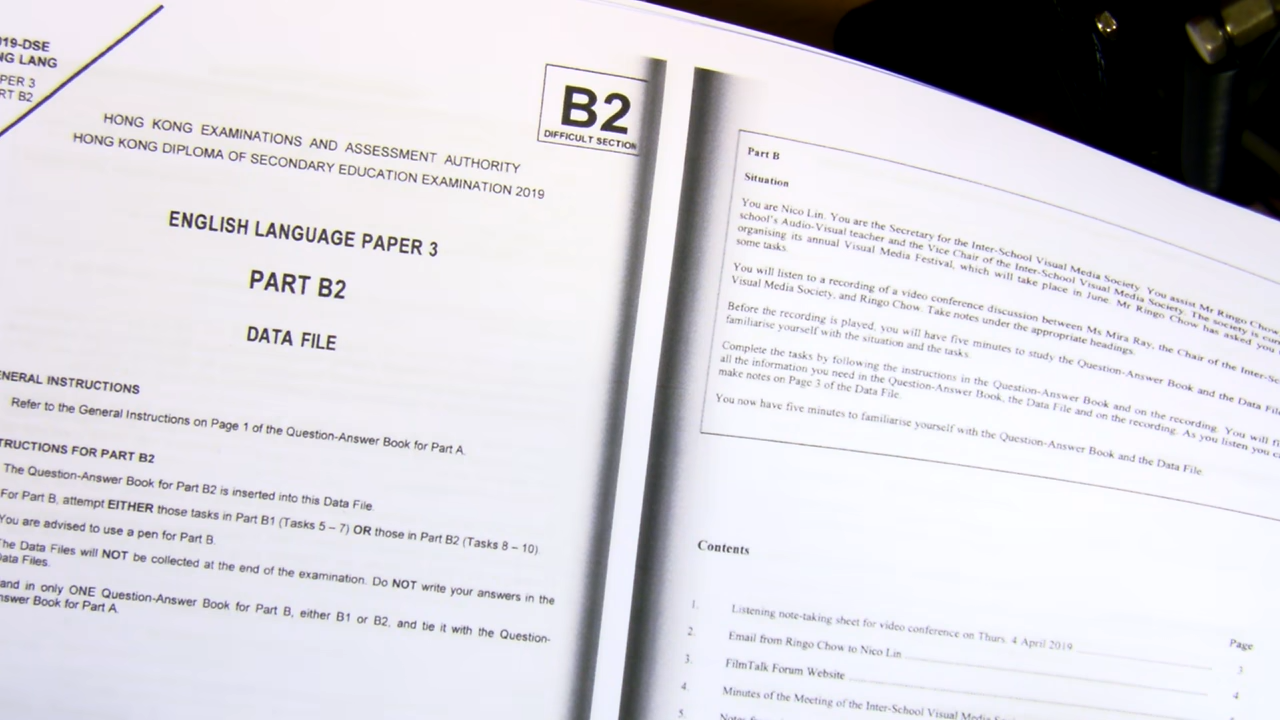 19-DSE
NG LANG
PER 3
RT B2
B2
DIFFICULT SECTION
HONG KONG EXAMINATIONS AND ASSESSMENT AUTHORITY
HONG KONG DIPLOMA OF SECONDARY EDUCATION EXAMINATION 2019
ENGLISH LANGUAGE PAPER 3
PART B2
DATA FILE
NERAL INSTRUCTIONS
Refer to the General Instructions on Page 1 of the Question-Answer Book for Part A.
TRUCTIONS FOR PART B2
The Question-Answer Book for Part B2 is inserted into this Data File.
For Part B, attempt EITHER those tasks in Part B1 (Tasks 5 – 7) OR those in Part B2 (Tasks 8 – 10)
You are advised to use a pen for Part B.
The Data Files will NOT be collected at the end of the examination. Do NOT write your answers in the
ata Files.
and in only ONE Question-Answer Book for Part B, either B1 or B2, and tie it with the Question-
nswer Book for Part A.
Part B
Situation
You are Nico Lin. You are the Secretary for the Inter-School Visual Media Society. You assist Mr Ringo Chow
school's Audio-Visual teacher and the Vice Chair of the Inter-School Visual Media Society. The society is curr
organising its annual Visual Media Festival, which will take place in June. Mr Ringo Chow has asked you
some tasks.
You will listen to a recording of a video conference discussion between Ms Mira Ray, the Chair of the Inter-S
Visual Media Society, and Ringo Chow. Take notes under the appropriate headings.
Before the recording is played, you will have five minutes to study the Question-Answer Book and the Data File
familiarise yourself with the situation and the tasks.
Complete the tasks by following the instructions in the Question-Answer Book and on the recording. You will fi
all the information you need in the Question-Answer Book, the Data File and on the recording. As you listen you c
make notes on Page 3 of the Data File.
You now have five minutes to familiarise yourself with the Question-Answer Book and the Data File.
Contents
Page
1. Listening note-taking sheet for video conference on Thurs. 4 April 2019 3
2. Email from Ringo Chow to Nico Lin 4
3. FilmTalk Forum Website
4. Minutes of the Meeting of the Inter-School Visual Media
5. Notes